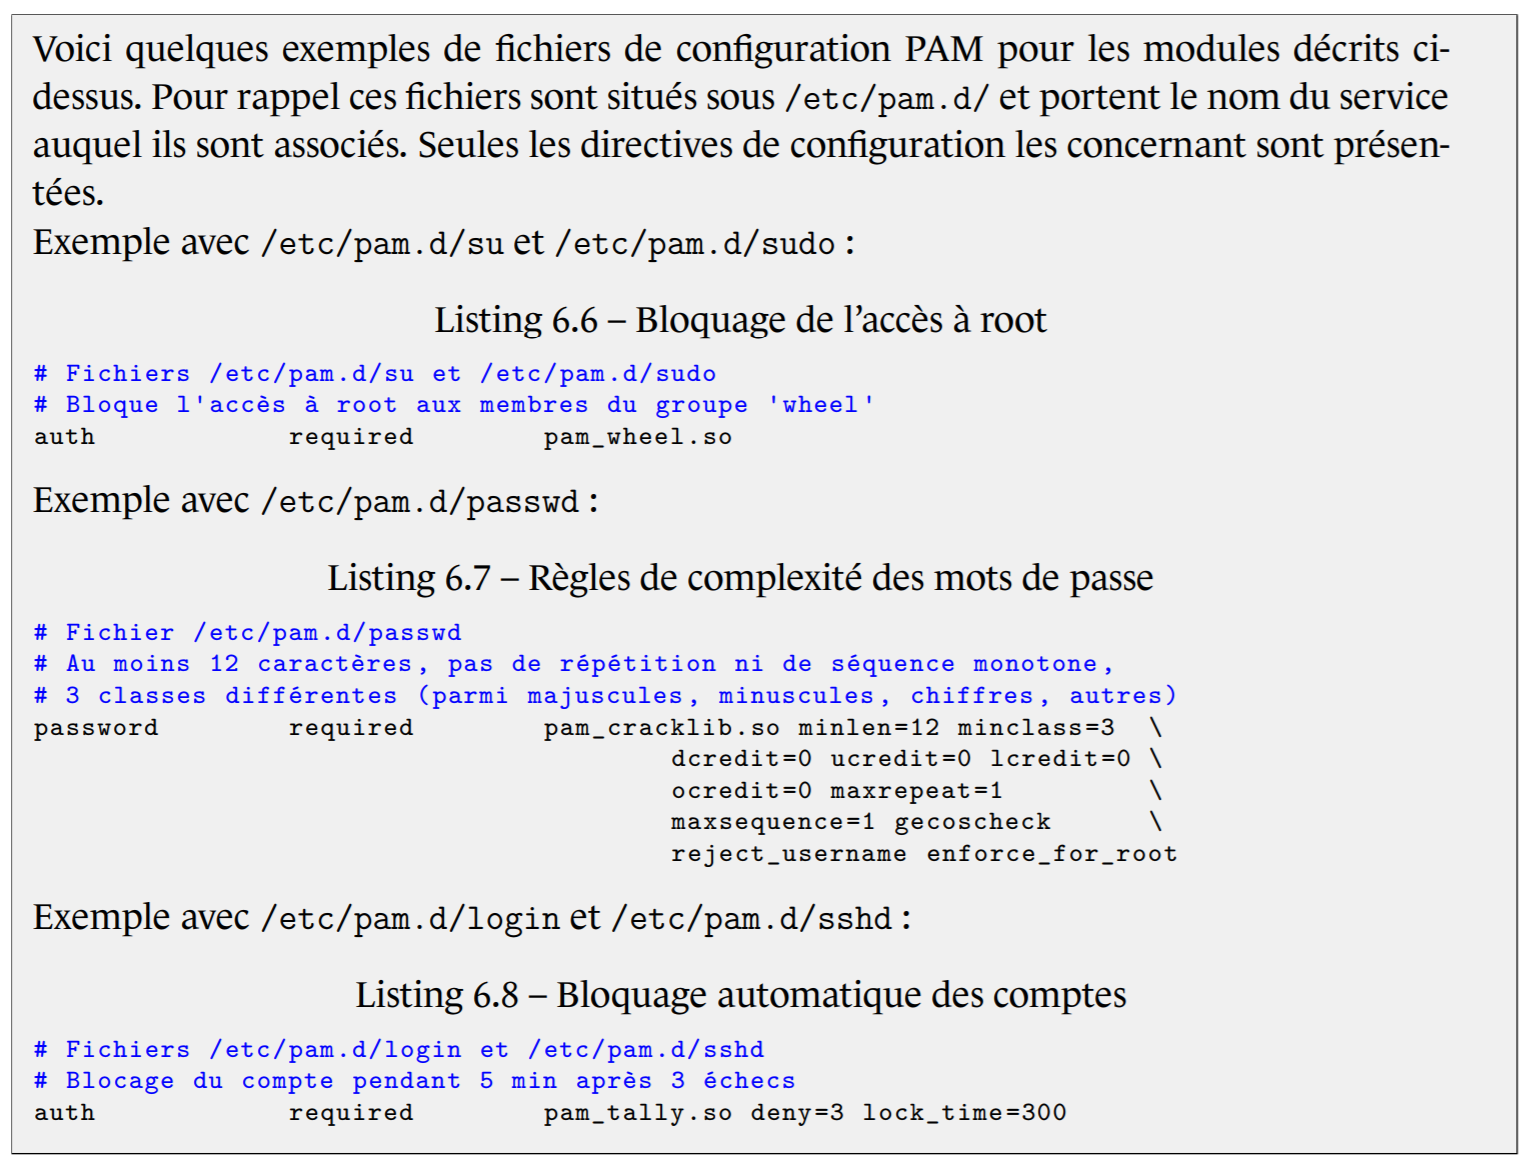 Voici quelques exemples de fichiers de configuration PAM pour les modules décrits ci-
dessus. Pour rappel ces fichiers sont situés sous /etc/pam.d/ et portent le nom du service
auquel ils sont associés. Seules les directives de configuration les concernant sont présen-
tées.
Exemple avec /etc/pam.d/su et /etc/pam.d/sudo :
Listing 6.6 – Bloquage de l'accès à root
# Fichiers /etc/pam.d/su et /etc/pam.d/sudo
# Bloque l'accès à root aux membres du groupe 'wheel'
auth required pam_wheel.so
Exemple avec /etc/pam.d/passwd :
Listing 6.7 – Règles de complexité des mots de passe
# Fichier /etc/pam.d/passwd
# Au moins 12 caractères, pas de répétition ni de séquence monotone,
# 3 classes différentes (parmi majuscules, minuscules, chiffres, autres)
password required pam_cracklib.so minlen=12 minclass=3 \
dcredit=0 ucredit=0 lcredit=0 \
ocredit=0 maxrepeat=1 \
maxsequence=1 gecoscheck \
reject_username enforce_for_root
Exemple avec /etc/pam.d/login et /etc/pam.d/sshd :
Listing 6.8 – Bloquage automatique des comptes
# Fichiers /etc/pam.d/login et /etc/pam.d/sshd
# Blocage du compte pendant 5 min après 3 échecs
auth required pam_tally.so deny=3 lock_time=300